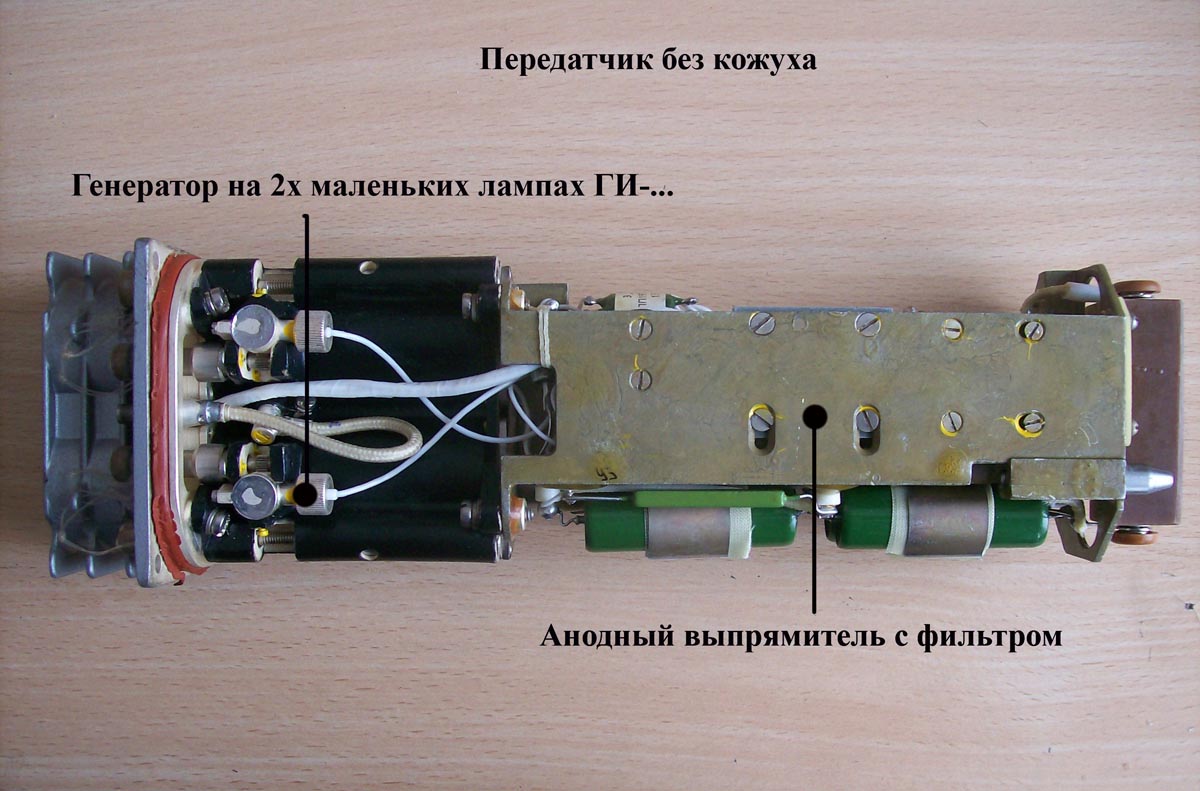 Передатчик без кожуха
Генератор на 2х маленьких лампах ГИ-...
Анодный выпрямитель с фильтром